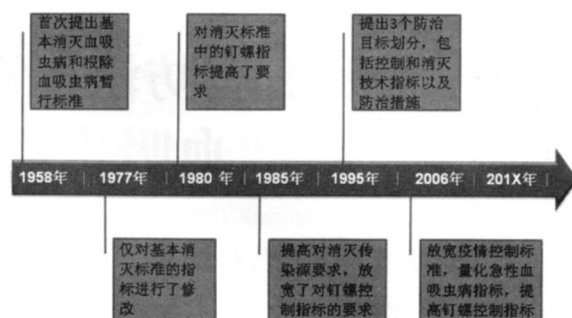 首次提出基
本消灭血吸
虫病和根除
血吸虫病暂
行标准
对消灭标准
中的钉螺指
标提高了要
求
提出3个防治
目标划分，包
括控制和消灭
技术指标以及
防治措施
1958年
1977年
1980 年
1985年
1995年
2006年
201X年
仅对基本消
灭标准的指
标进行了修
改
提高对消灭传
染源要求，放
宽了对钉螺控
制指标的要求
放宽疫情控制标
准，量化急性血
吸虫病指标，提
高钉螺控制指标